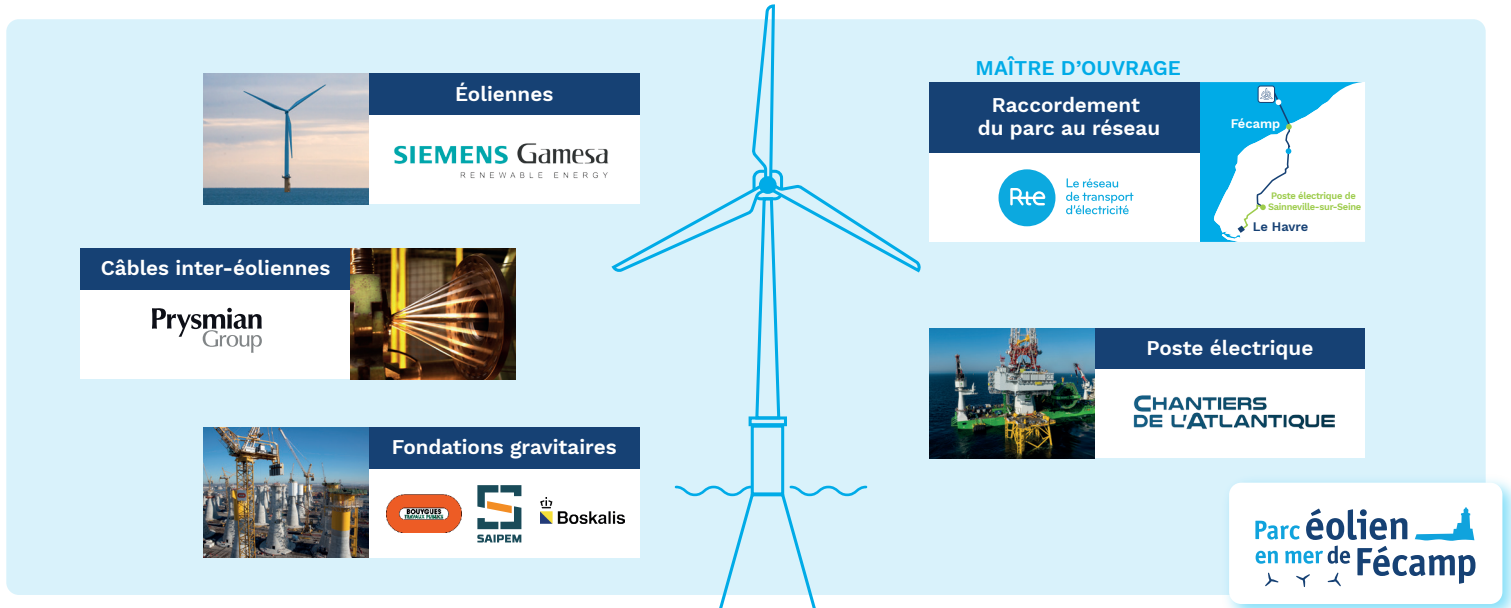 Éoliennes
SIEMENS Gamesa
RENEWABLE ENERGY
Câbles inter-éoliennes
Prysmian
Group
Fondations gravitaires
BOUYGUES
TRAVAUX PUBLICS
SAIPEM
Boskalis
MAÎTRE D'OUVRAGE
Raccordement
du parc au réseau
Rte
Le réseau
de transport
d'électricité
Fécamp
Poste électrique de
Sainneville-sur-Seine
Le Havre
Poste électrique
CHANTIERS
DE L'ATLANTIQUE
Parc éolien
en mer de
Fécamp